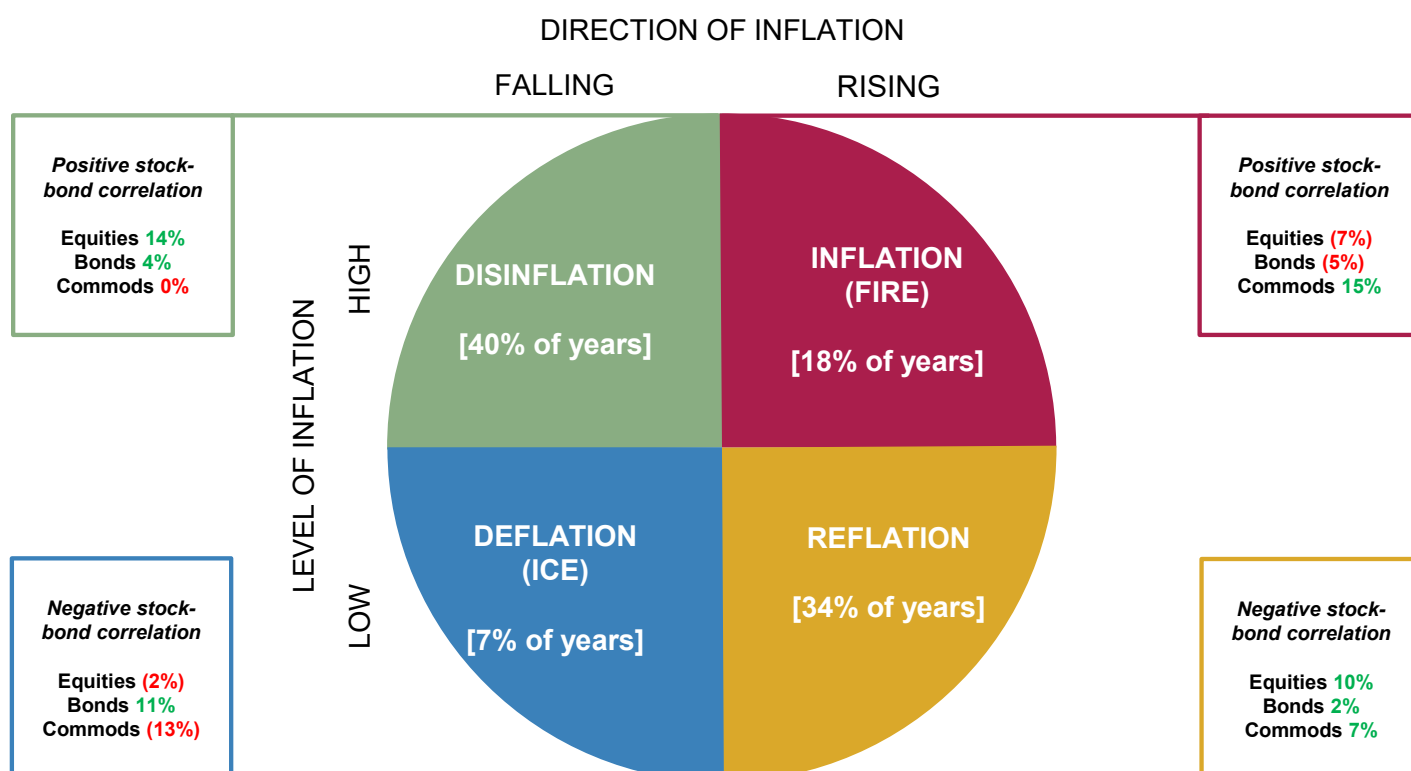 DIRECTION OF INFLATION
FALLING
RISING
Positive stock-
bond correlation
Equities 14%
Bonds 4%
Commods 0%
LEVEL OF INFLATION
HIGH
LOW
DISINFLATION
[40% of years]
INFLATION
(FIRE)
[18% of years]
Positive stock-
bond correlation
Equities (7%)
Bonds (5%)
Commods 15%
Negative stock-
bond correlation
Equities (2%)
Bonds 11%
Commods (13%)
DEFLATION
(ICE)
[7% of years]
REFLATION
[34% of years]
Negative stock-
bond correlation
Equities 10%
Bonds 2%
Commods 7%